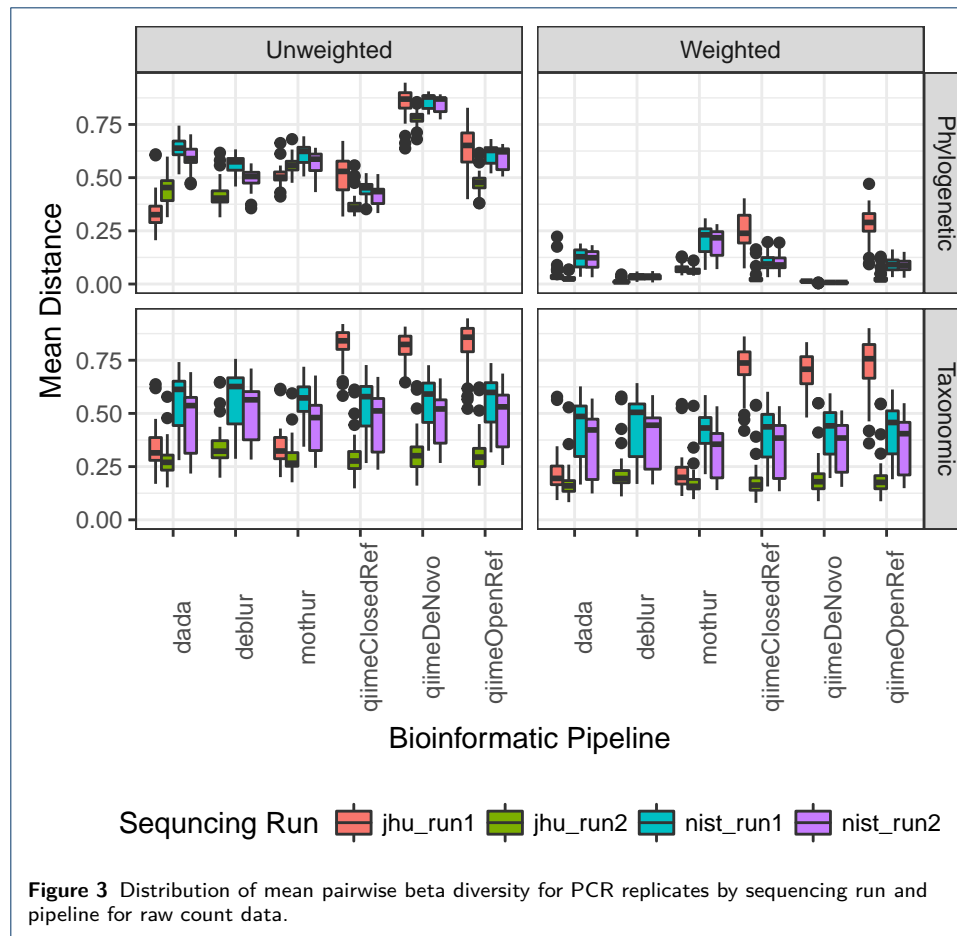 Unweighted
Weighted
0.75
0.50
0.25
0.00
Phylogenetic
0.75
0.50
0.25
0.00
Taxonomic
Mean Distance
dada
deblur
mothur
qiimeClosedRef
qiimeDeNovo
qiimeOpenRef
dada
deblur
mothur
qiimeClosedRef
qiimeDeNovo
qiimeOpenRef
Bioinformatic Pipeline
Sequncing Run jhu_run1 jhu_run2 nist_run1 nist_run2
Figure 3 Distribution of mean pairwise beta diversity for PCR replicates by sequencing run and
pipeline for raw count data.